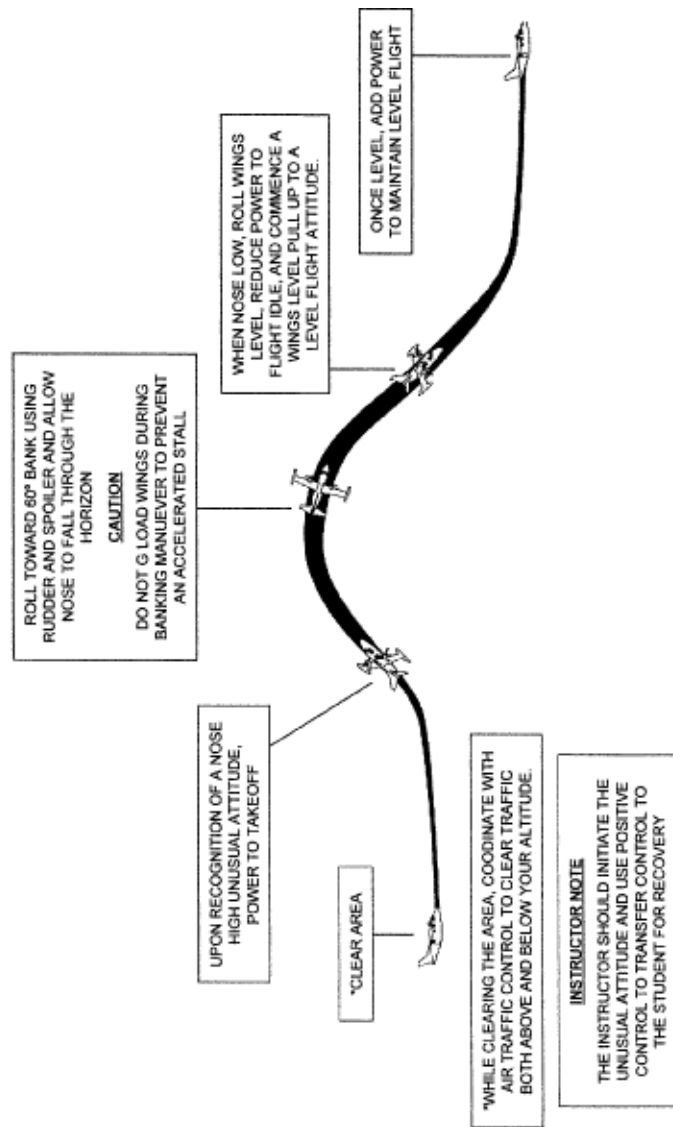 *CLEAR AREA
UPON RECOGNITION OF A NOSE
HIGH UNUSUAL ATTITUDE,
POWER TO TAKEOFF
ROLL TOWARD 60° BANK USING
RUDDER AND SPOILER AND ALLOW
NOSE TO FALL THROUGH THE
HORIZON
CAUTION
DO NOT G LOAD WINGS DURING
BANKING MANUEVER TO PREVENT
AN ACCELERATED STALL
WHEN NOSE LOW, ROLL WINGS
LEVEL, REDUCE POWER TO
FLIGHT IDLE, AND COMMENCE A
WINGS LEVEL PULL UP TO A
LEVEL FLIGHT ATTITUDE.
ONCE LEVEL, ADD POWER
TO MAINTAIN LEVEL FLIGHT
*WHILE CLEARING THE AREA, COODINATE WITH
AIR TRAFFIC CONTROL TO CLEAR TRAFFIC
BOTH ABOVE AND BELOW YOUR ALTITUDE.
INSTRUCTOR NOTE
THE INSTRUCTOR SHOULD INITIATE THE
UNUSUAL ATTITUDE AND USE POSITIVE
CONTROL TO TRANSFER CONTROL TO
THE STUDENT FOR RECOVERY